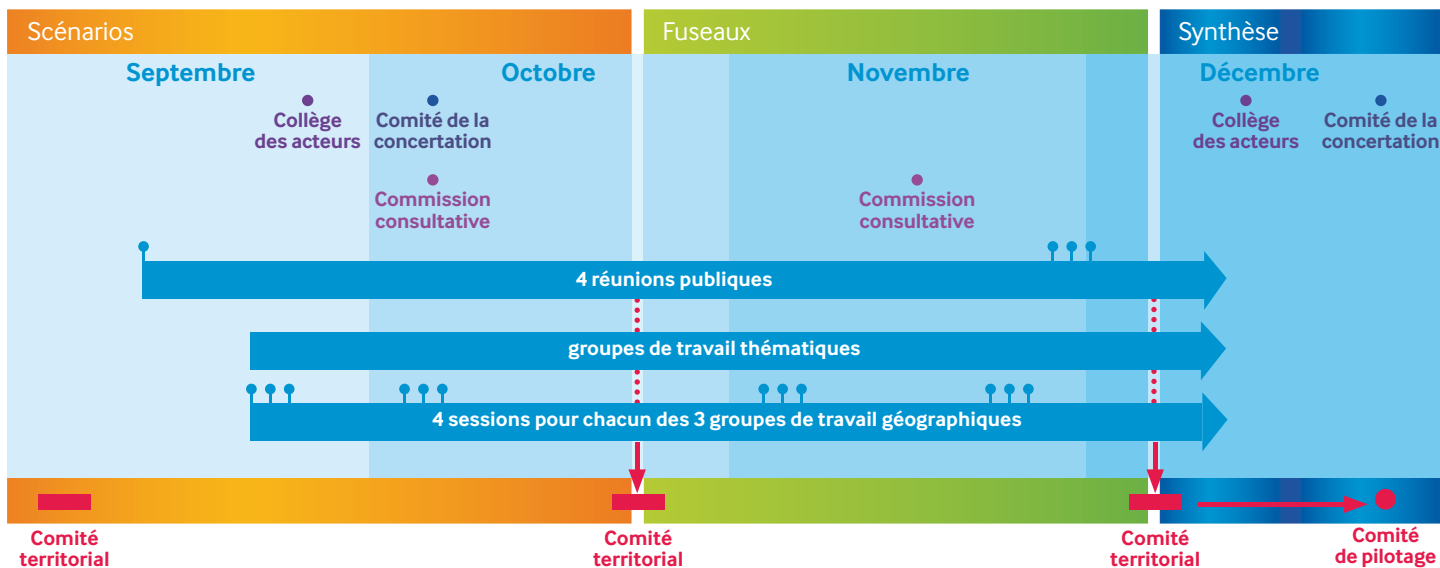 Scénarios
Fuseaux
Synthèse
Septembre
Octobre
Novembre
Décembre
Collège
des acteurs
Comité de la
concertation
Collège
des acteurs
Comité de la
concertation
Commission
consultative
Commission
consultative
4 réunions publiques
groupes de travail thématiques
4 sessions pour chacun des 3 groupes de travail géographiques
Comité
territorial
Comité
territorial
Comité
territorial
Comité
de pilotage